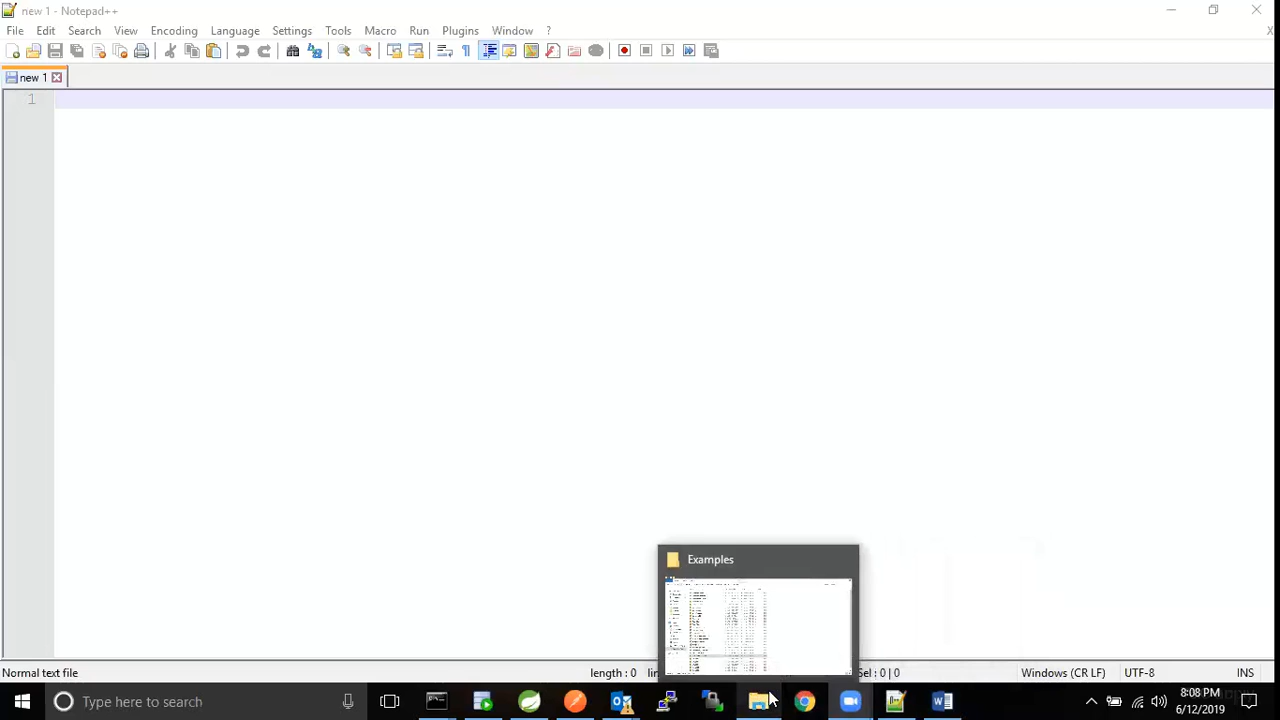 new 1 - Notepad++
File Edit Search View Encoding Language Settings Tools Macro Run Plugins Window ? X
new 1
1
Examples
Normal text file length : 0 Sel : 0 | 0 Windows (CR LF) UTF-8 INS
Type here to search
8:08 PM
6/12/2019